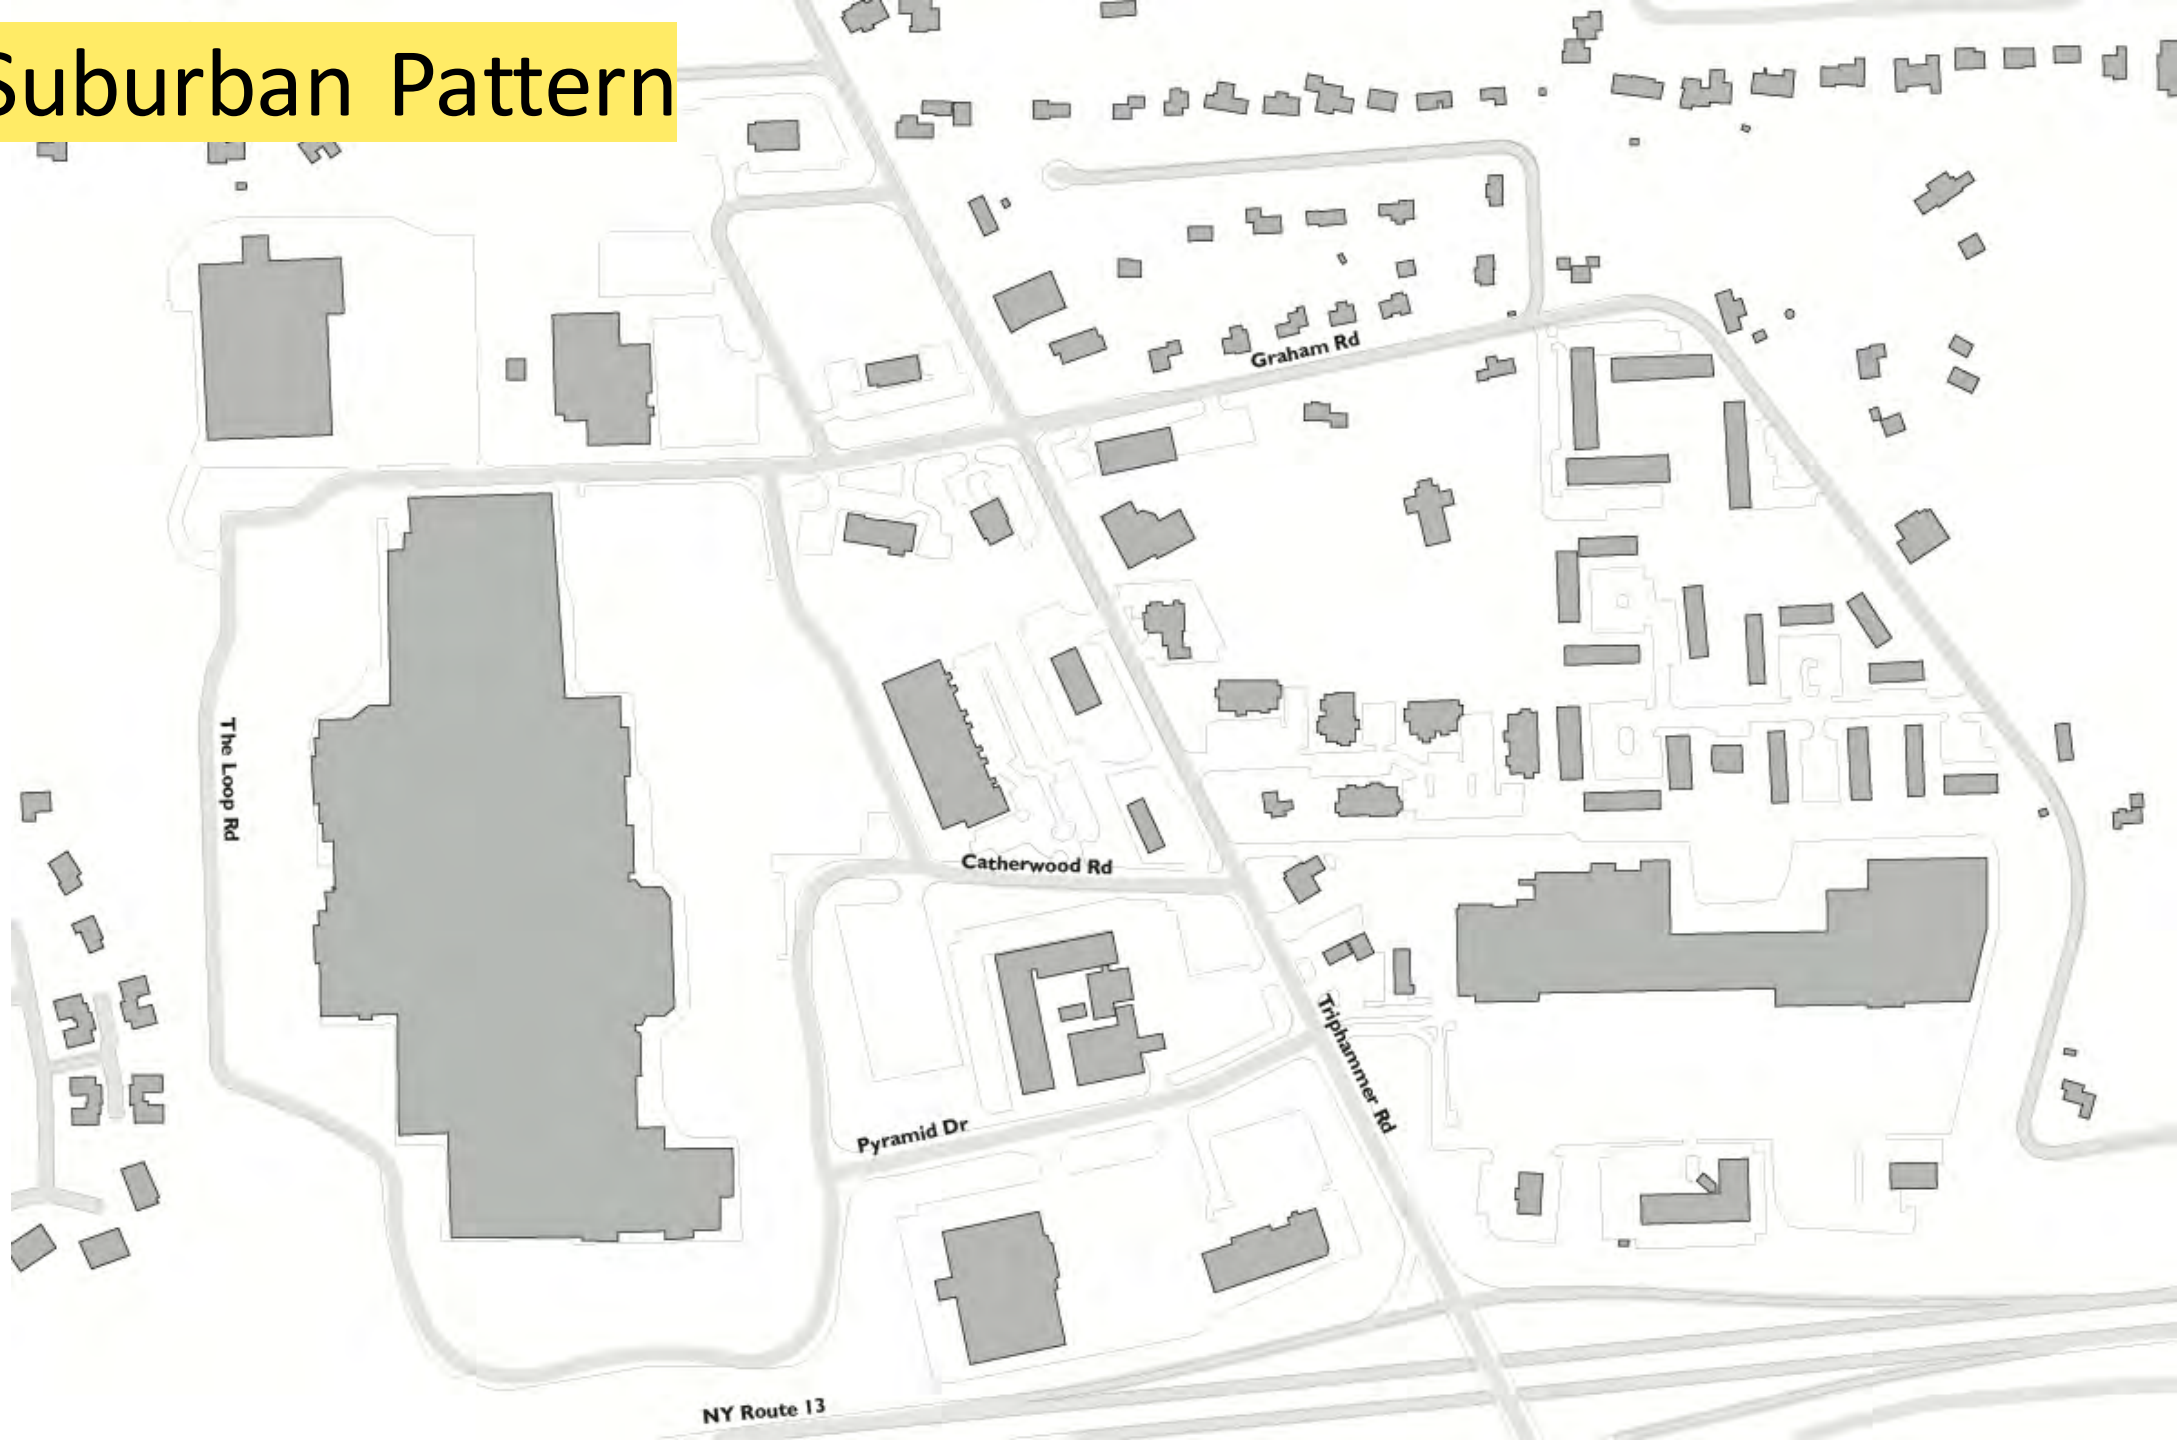 Suburban Pattern
Graham Rd
The Loop Rd
Catherwood Rd
Triphammer Rd
Pyramid Dr
NY Route 13